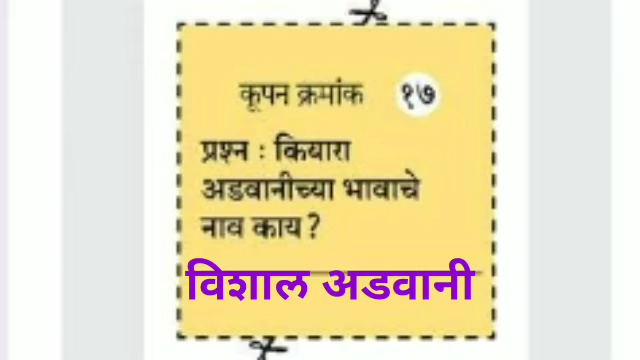 कूपन क्रमांक १७
प्रश्न : कियारा
अडवानीच्या भावाचे
नाव काय ?
विशाल अडवानी